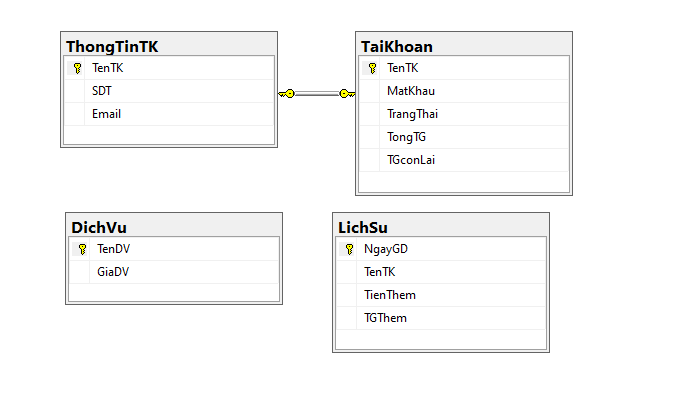 ThongTinTK
TenTK
SDT
Email
TaiKhoan
TenTK
MatKhau
TrangThai
TongTG
TGconLai
DichVu
TenDV
GiaDV
LichSu
NgayGD
TenTK
TienThem
TGThem